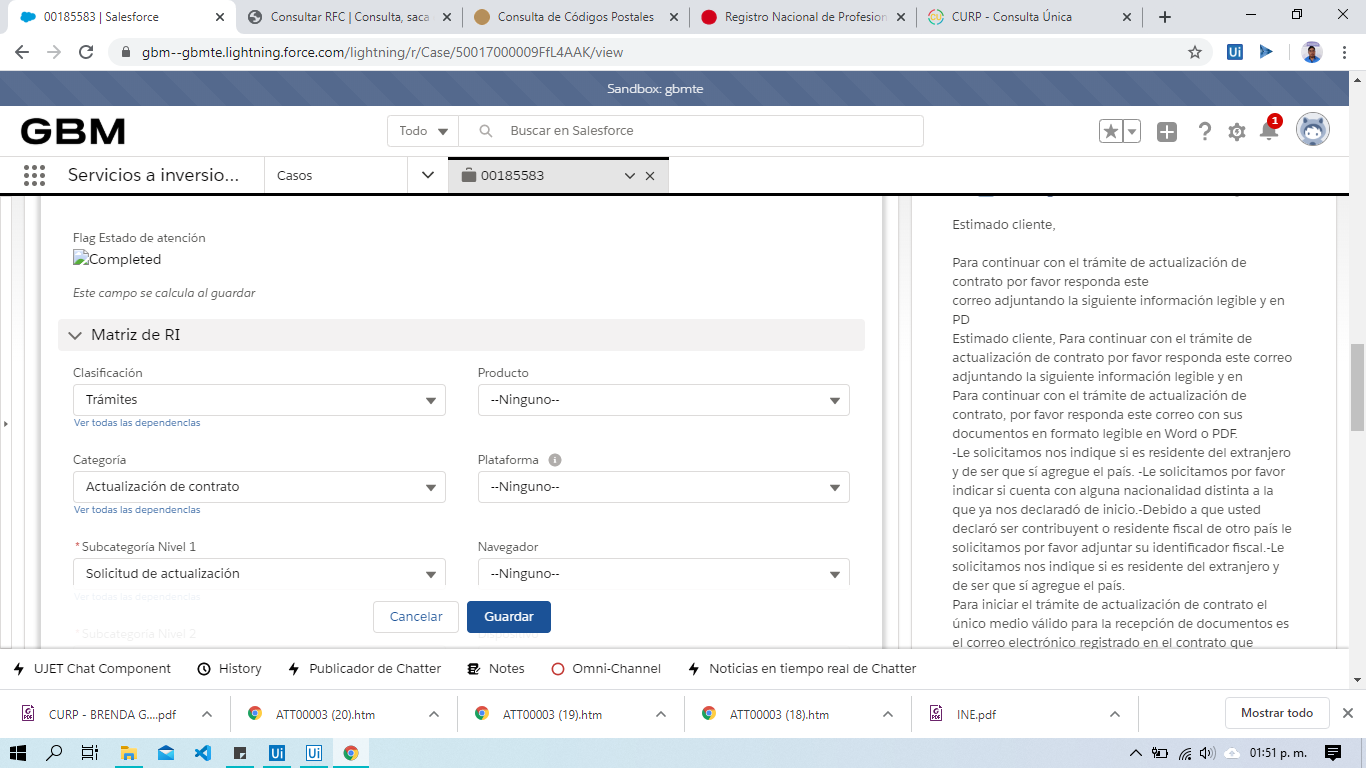 00185583 | Salesforce
Consultar RFC | Consulta, saca
Consulta de Códigos Postales
Registro Nacional de Profesion
CURP - Consulta Única
gbm--gbmte.lightning.force.com/lightning/r/Case/50017000009FfL4AAK/view
Sandbox: gbmte
GBM
Todo
Buscar en Salesforce
1
Servicios a inversio...
Casos
00185583
Flag Estado de atención
Completed
Este campo se calcula al guardar
Matriz de RI
Clasificación
Producto
Trámites
--Ninguno--
Ver todas las dependencias
Categoría
Plataforma
Actualización de contrato
--Ninguno--
Ver todas las dependencias
*Subcategoría Nivel 1
Navegador
Solicitud de actualización
--Ninguno--
Ver todas las dependencias
*Subcategoría Nivel 2
Cancelar
Guardar
Estimado cliente,
Para continuar con el trámite de actualización de
contrato por favor responda este
correo adjuntando la siguiente información legible y en
PD
Estimado cliente, Para continuar con el trámite de
actualización de contrato por favor responda este correo
adjuntando la siguiente información legible y en
Para continuar con el trámite de actualización de
contrato, por favor responda este correo con sus
documentos en formato legible en Word o PDF.
-Le solicitamos nos indique si es residente del extranjero
y de ser que sí agregue el país. -Le solicitamos por favor
indicar si cuenta con alguna nacionalidad distinta a la
que ya nos declaradó de inicio.-Debido a que usted
declaró ser contribuyent o residente fiscal de otro país le
solicitamos por favor adjuntar su identificador fiscal.-Le
solicitamos nos indique si es residente del extranjero y
de ser que sí agregue el país.
Para iniciar el trámite de actualización de contrato el
único medio válido para la recepción de documentos es
el correo electrónico registrado en el contrato que
UJET Chat Component
History
Publicador de Chatter
Notes
Omni-Channel
Noticias en tiempo real de Chatter
CURP - BRENDA G....pdf
ATT00003 (20).htm
ATT00003 (19).htm
ATT00003 (18).htm
INE.pdf
Mostrar todo
01:51 p. m.